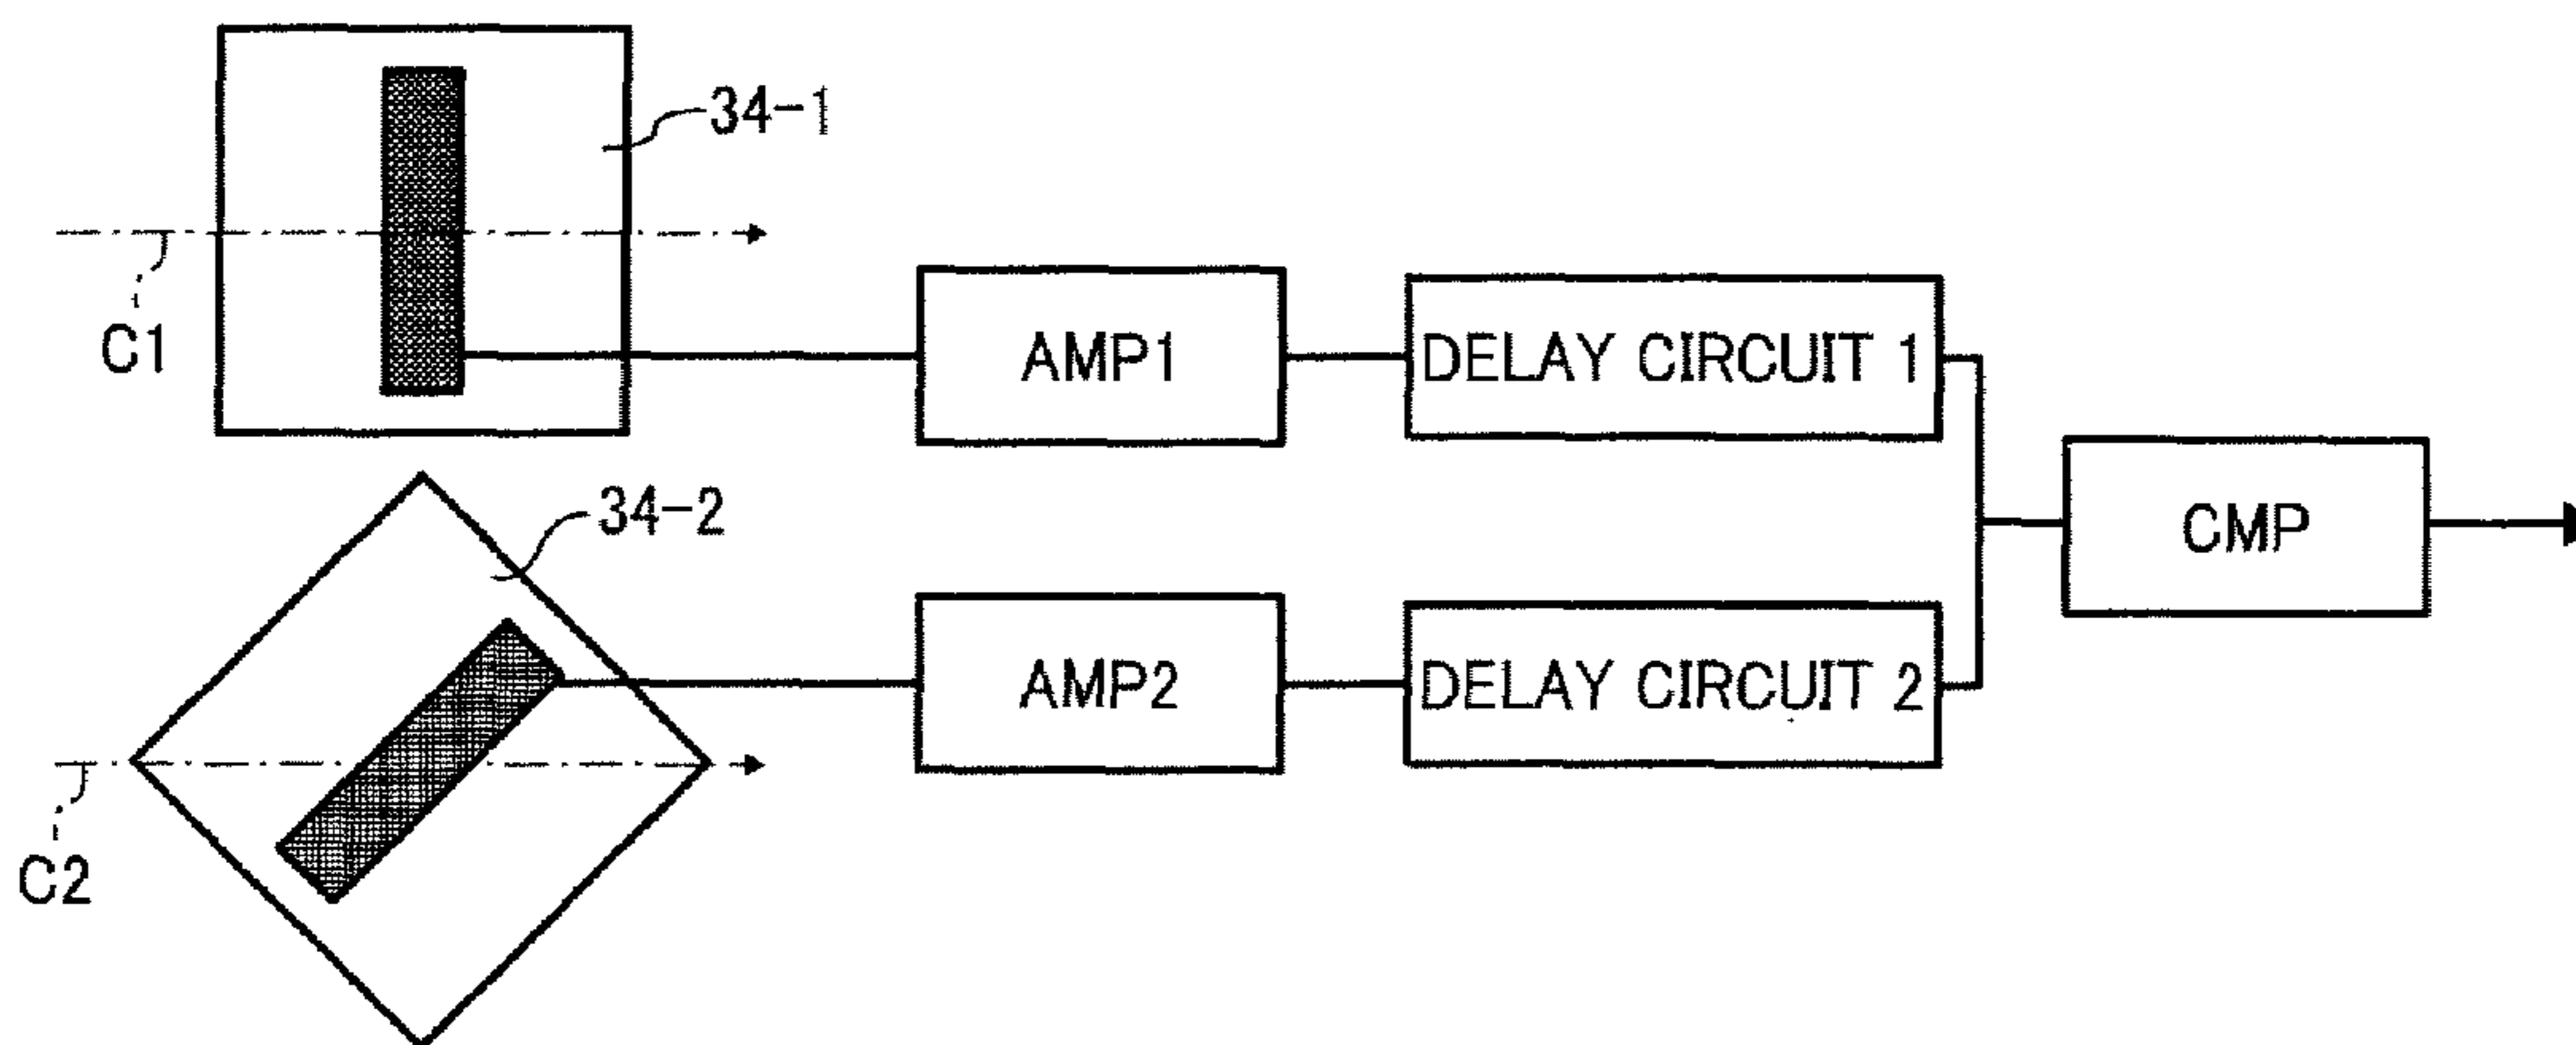 34-1
C1
AMP1
DELAY CIRCUIT 1
34-2
CMP
AMP2
DELAY CIRCUIT 2
C2